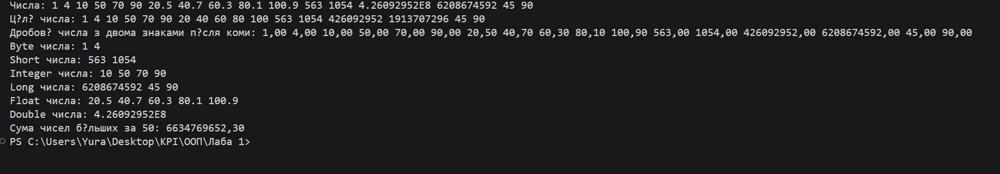 Числа: 1 4 10 50 70 90 20.5 40.7 60.3 80.1 100.9 563 1054 4.26092952E8 6208674592 45 90
Ц?л? числа: 1 4 10 50 70 90 20 40 60 80 100 563 1054 426092952 1913707296 45 90
Дробов? числа з двома знаками п?сля коми: 1,00 4,00 10,00 50,00 70,00 90,00 20,50 40,70 60,30 80,10 100,90 563,00 1054,00 426092952,00 6208674592,00 45,00 90,00
Byte числа: 1 4
Short числа: 563 1054
Integer числа: 10 50 70 90
Long числа: 6208674592 45 90
Float числа: 20.5 40.7 60.3 80.1 100.9
Double числа: 4.26092952E8
Сума чисел б?льших за 50: 6634769652,30
PS C:\Users\Yura\Desktop\KPI\ООП\Лаба 1>